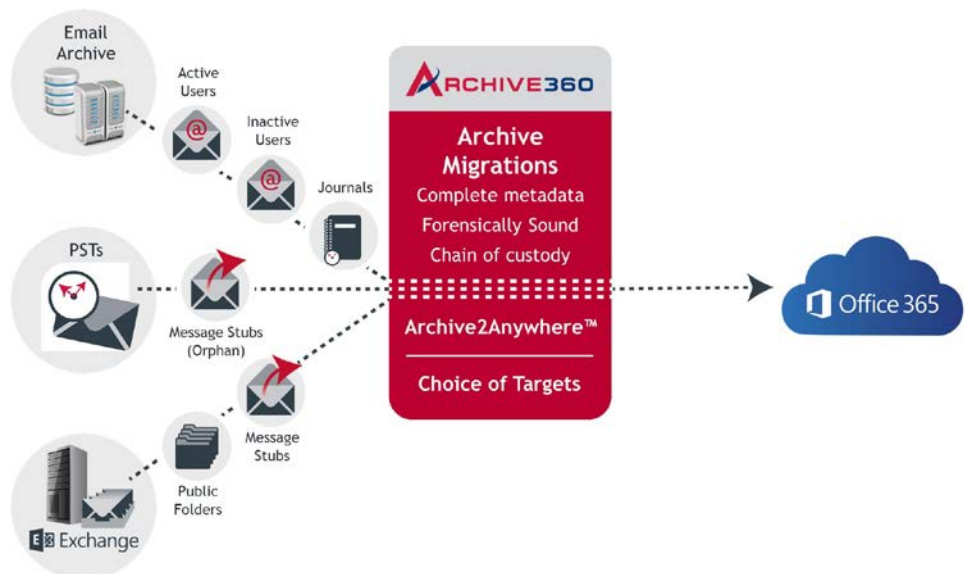 Email
Archive
Active
Users
Inactive
Users
Journals
PSTs
Message Stubs
(Orphan)
Message
Stubs
Public
Folders
Exchange
ARCHIVE360
Archive
Migrations
Complete metadata
Forensically Sound
Chain of custody
Archive2Anywhere™
Choice of Targets
Office 365